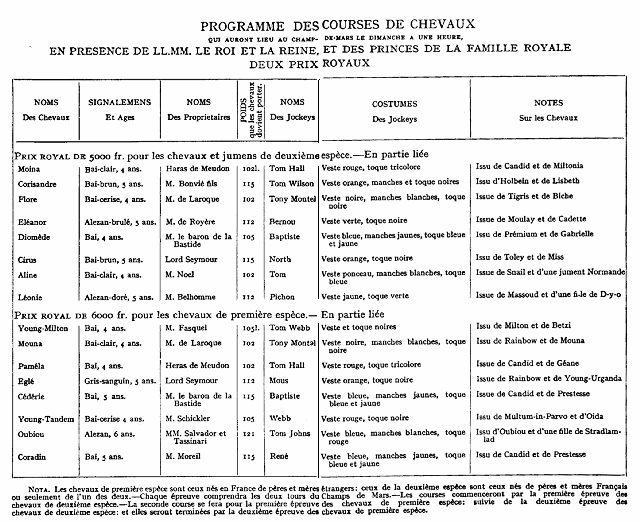 PROGRAMME DES COURSES DE CHEVAUX
QUI AURONT LIEU AU CHAMP-DE-MARS LE DIMANCHE A UNE HEURE,
EN PRESENCE DE LL.MM. LE ROI ET LA REINE, ET DES PRINCES DE LA FAMILLE ROYALE
DEUX PRIX ROYAUX
NOMS Des Chevaux | SIGNALEMENS Et Ages | NOMS Des Proprietaires | POIDS que les chevaux devoient porter. | NOMS Des Jockeys | COSTUMES Des Jockeys | NOTES Sur les Chevaux
PRIX ROYAL DE 5000 fr. pour les chevaux et jumens de deuxième espèce.—En partie liée
Moina | Bai-clair, 4 ans. | Haras de Meudon | 102l. | Tom Hall | Veste rouge, toque tricolore | Issu de Candid et de Miltonia
Corisandre | Bai-brun, 5 ans. | M. Bonvié fils | 115 | Tom Wilson | Veste orange, manches et toque noires | Issu d'Holbein et de Lisbeth
Flore | Bai-cerise, 4 ans. | M. de Laroque | 102 | Tony Montel | Veste noire, manches blanches, toque noire | Issu de Tigris et de Biche
Eléanor | Alezan-brulé, 5 ans. | M. de Royère | 112 | Bernou | Veste verte, toque noire | Issue de Moulay et de Cadette
Diomède | Bai, 4 ans. | M. le baron de la Bastide | 105 | Baptiste | Veste bleue, manches jaunes, toque bleue et jaune | Issu de Prémium et de Gabrielle
Cirus | Bai-brun, 5 ans. | Lord Seymour | 115 | North | Veste orange, toque noire | Issu de Toley et de Miss
Aline | Bai-clair, 4 ans. | M. Noel | 102 | Tom | Veste ponceau, manches blanches, toque bleue | Issue de Snail et d'une jument Normande
Léonie | Alezan-doré, 5 ans. | M. Belhomme | 112 | Pichon | Veste jaune, toque verte | Issue de Massoud et d'une fi-le de D-y-o
PRIX ROYAL DE 6000 fr. pour les chevaux de première espèce.— En partie liée
Young-Milton | Bai, 4 ans. | M. Fasquel | 105l. | Tom Webb | Veste et toque noires | Issu de Milton et de Betzi
Mouna | Bai-clair, 4 ans. | M. de Laroque | 102 | Tony Montel | Veste noire, manches blanches, toque noire | Issu de Rainbow et de Mouna
Paméla | Bai, 4 ans. | Heras de Meudon | 102 | Tom Hall | Veste rouge, toque tricolore | Issue de Candid et de Géane
Eglé | Gris-sanguin, 5 ans. | Lord Seymour | 112 | Mous | Veste orange, toque noire | Issue de Rainbow et de Young-Urganda
Cédérie | Bai, 5 ans. | M. le baron de la Bastide | 115 | Baptiste | Veste bleue, manches jaunes, toque bleue et jaune | Issue de Candid et de Prestesse
Young-Tandem | Bai-cerise 4 ans. | M. Schickler | 105 | Webb | Veste rouge, toque noire | Issu de Multum-in-Parvo et d'Oida
Oubiou | Alezan, 6 ans. | MM. Salvador et Tassinari | 121 | Tom Johns | Veste bleue, manches blanches, toque rouge | Issu d'Oubiou et d'une fille de Stradlam-lad
Coradin | Bai, 5 ans. | M. Moreil | 115 | René | Veste bleue, manches blanches, toque jaune | Issu de Candid et de Prestesse
NOTA. Les chevaux de première espèce sont ceux nés en France de pères et mères étrangers: ceux de la deuxième espèce sont ceux nés de pères et mères Français
ou seulement de l'un des deux.—Chaque épreuve comprendra les deux tours du Champs de Mars.—Les courses commenceront par la première épreuve des
chevaux de deuxième espèce.—La seconde course se fera pour la première épreuve des chevaux de première espèce; suivie de la deuxième épreuve des
chevaux de deuxième espèce; et elles seront terminées par la deuxième épreuve des chevaux de première espèce.